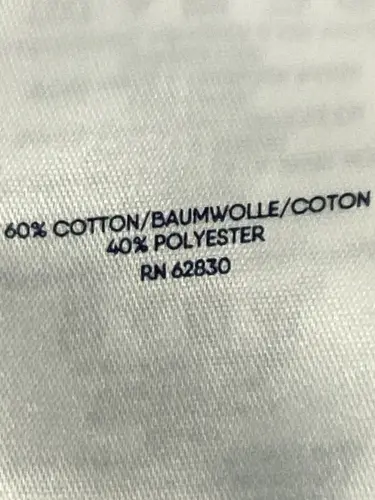 60% COTTON/BAUMWOLLE/COTON
40% POLYESTER
RN 62830